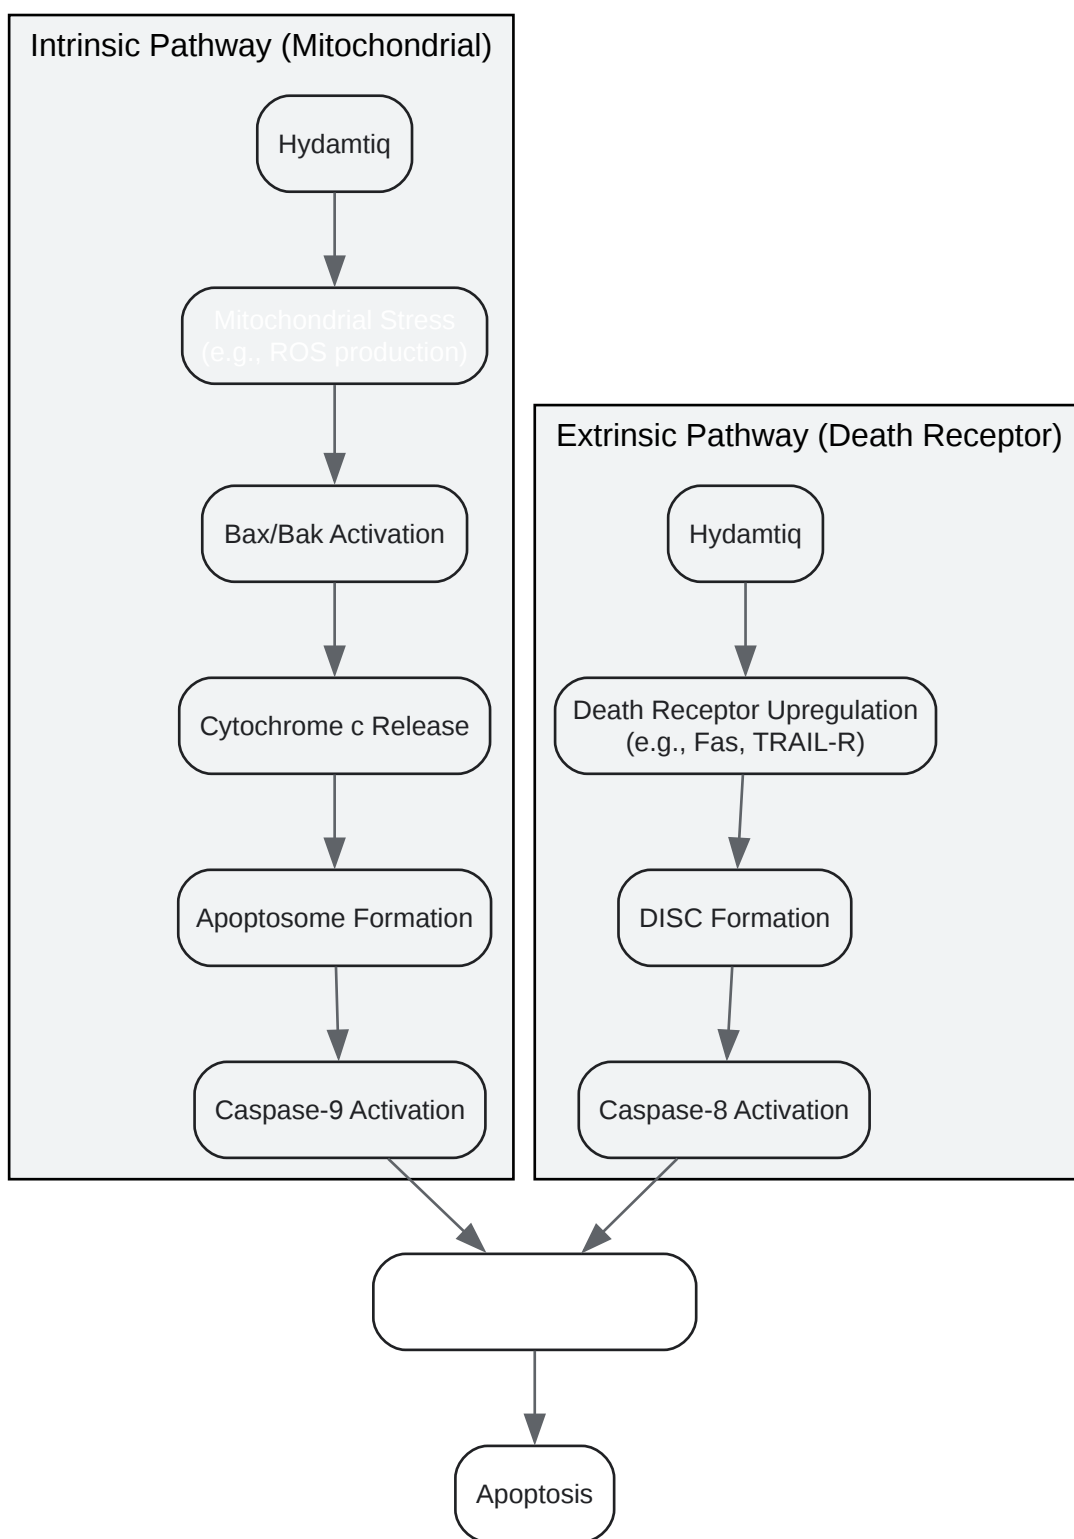 Intrinsic Pathway (Mitochondrial)
Hydamtiq
Mitochondrial Stress
(e.g., ROS production)
Bax/Bak Activation
Cytochrome c Release
Apoptosome Formation
Caspase-9 Activation
Extrinsic Pathway (Death Receptor)
Hydamtiq
Death Receptor Upregulation
(e.g., Fas, TRAIL-R)
DISC Formation
Caspase-8 Activation
Apoptosis